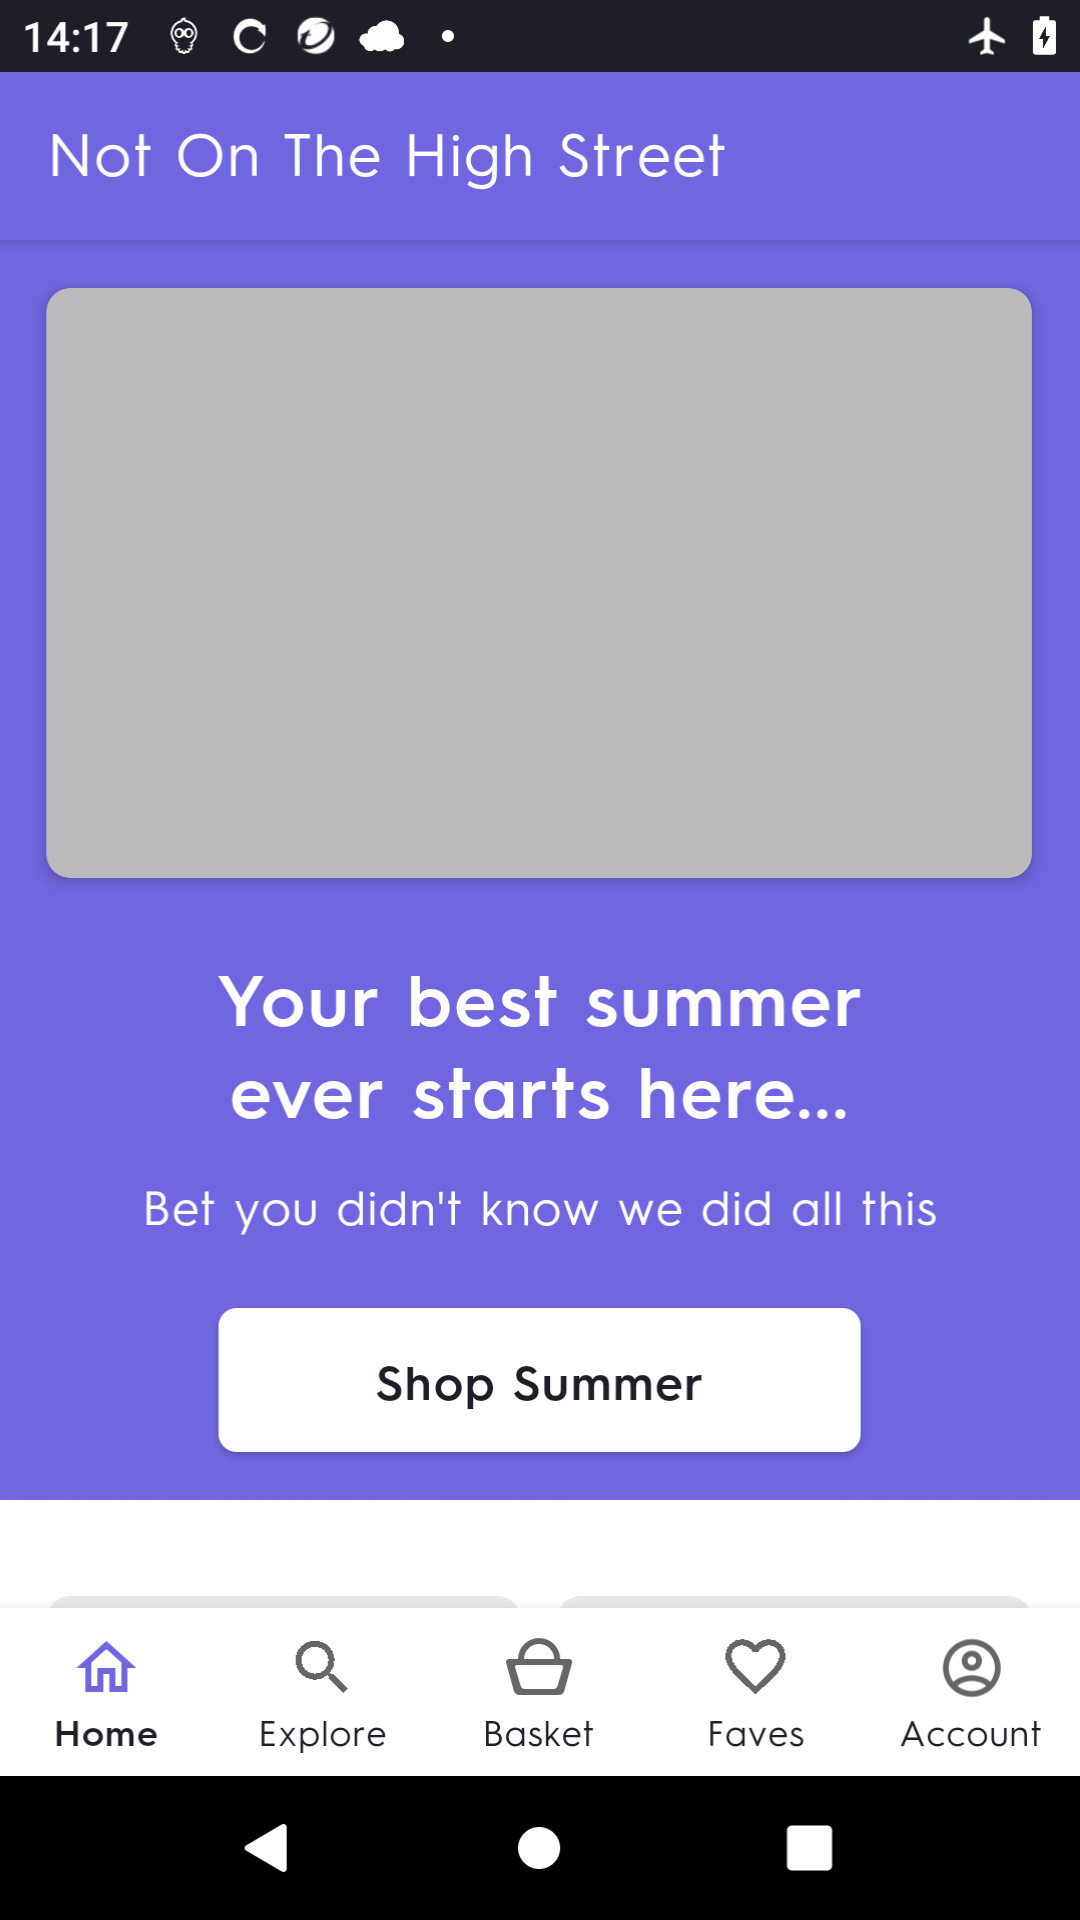 14:17
Not On The High Street
Your best summer
ever starts here...
Bet you didn't know we did all this
Shop Summer
Home
Explore
Basket
Faves
Account